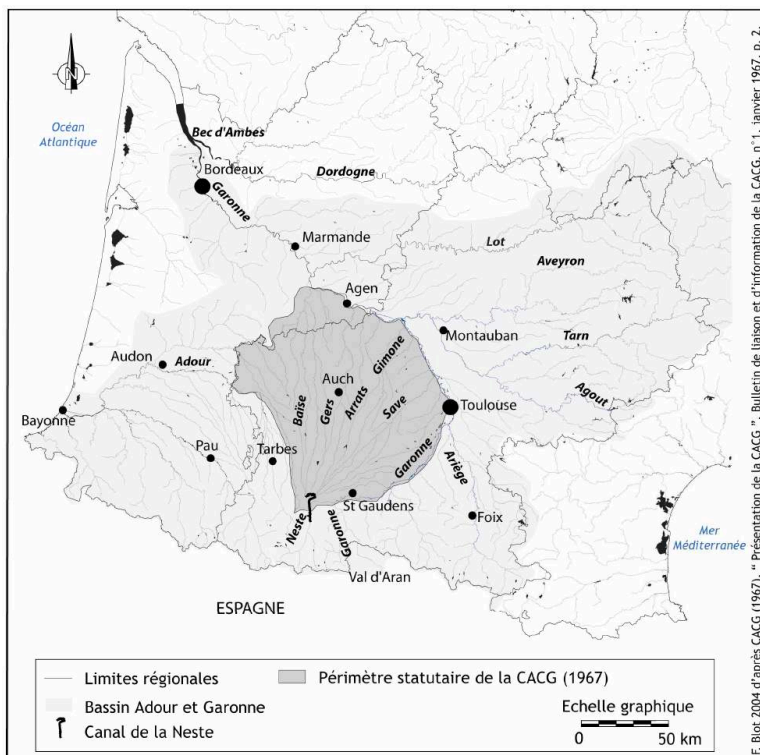 N
Océan
Atlantique
Bec d'Ambés
Bordeaux
Garonne
Dordogne
Marmande
Lot
Aveyron
Agen
Montauban
Tarn
Audon
Adour
Auch
Baïse
Gers
Arrats
Gimone
Save
Agout
Toulouse
Bayonne
Pau
Tarbes
Garonne
Ariège
St Gaudens
Foix
Neste
Garonne
Val d'Aran
Mer
Méditerranée
ESPAGNE
Limites régionales
Périmètre statutaire de la CACG (1967)
Bassin Adour et Garonne
Canal de la Neste
Echelle graphique
0 50 km
F. Blot 2004 d'après CACG (1967), " Présentation de la CACG ", Bulletin de liaison et d'information de la CACG, n°1, janvier 1967, p. 2.